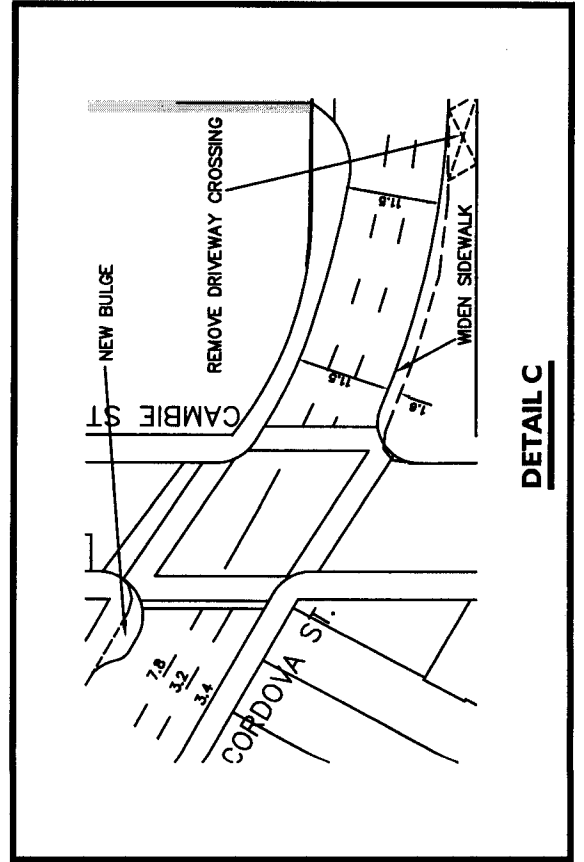 NEW BULGE
REMOVE DRIVEWAY CROSSING
CAMBIE ST
11.5
11.5
WIDEN SIDEWALK
1.6
7.8
3.2
3.4
CORDOVA ST.
DETAIL C